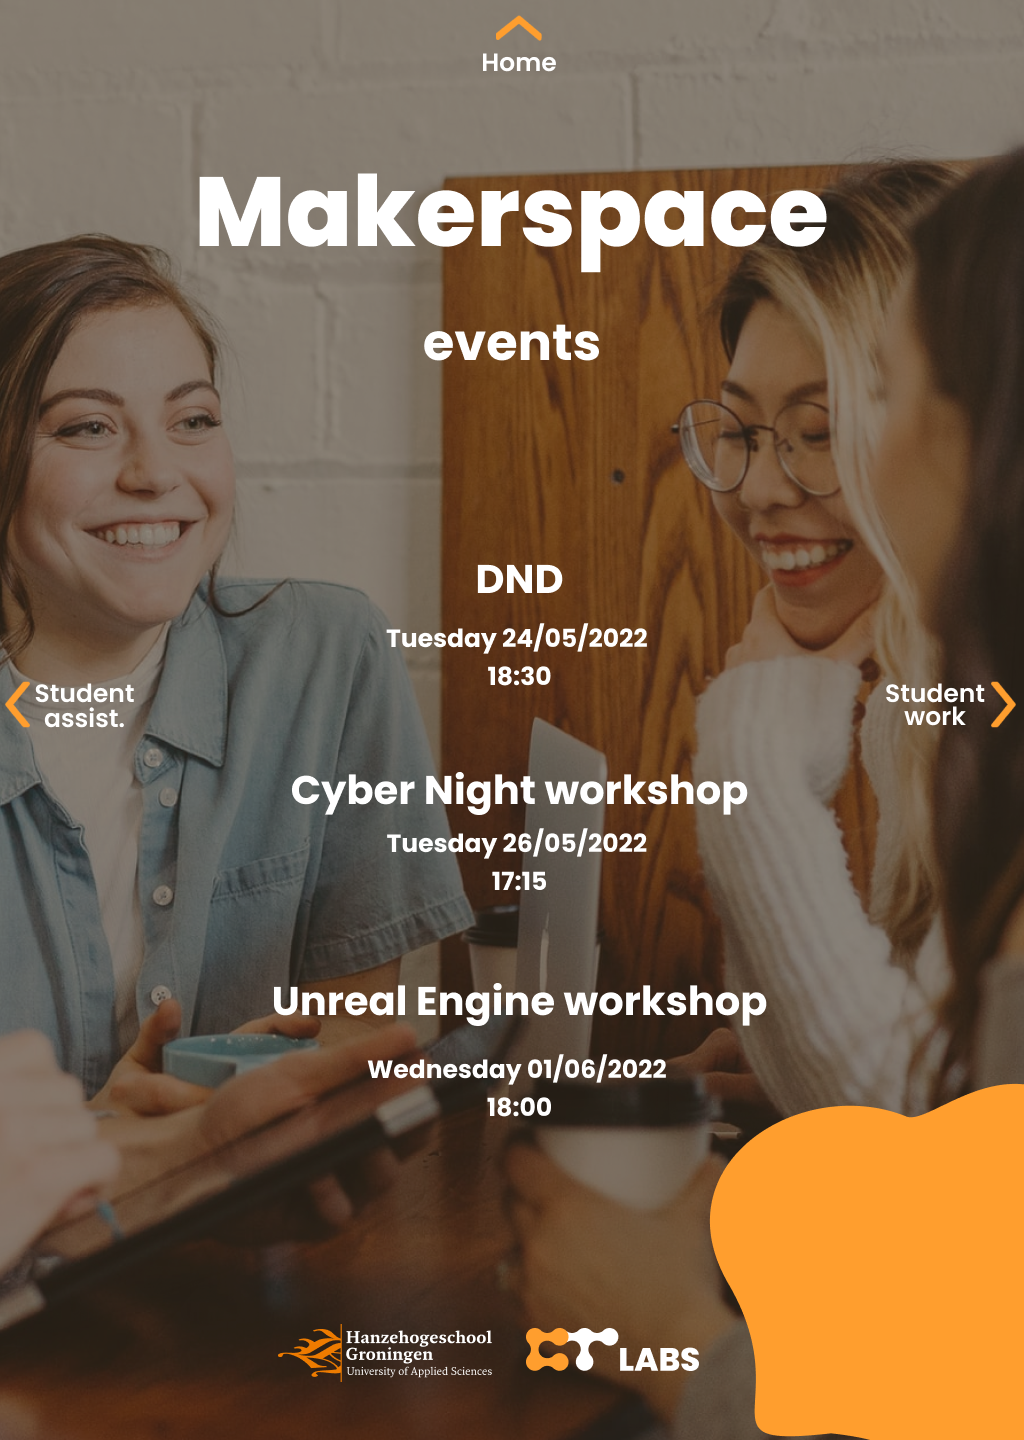 Home
Makerspace
events
DND
Tuesday 24/05/2022
18:30
Student
assist.
Student
work
Cyber Night workshop
Tuesday 26/05/2022
17:15
Unreal Engine workshop
Wednesday 01/06/2022
18:00
Hanzehogeschool
Groningen
University of Applied Sciences
CT LABS